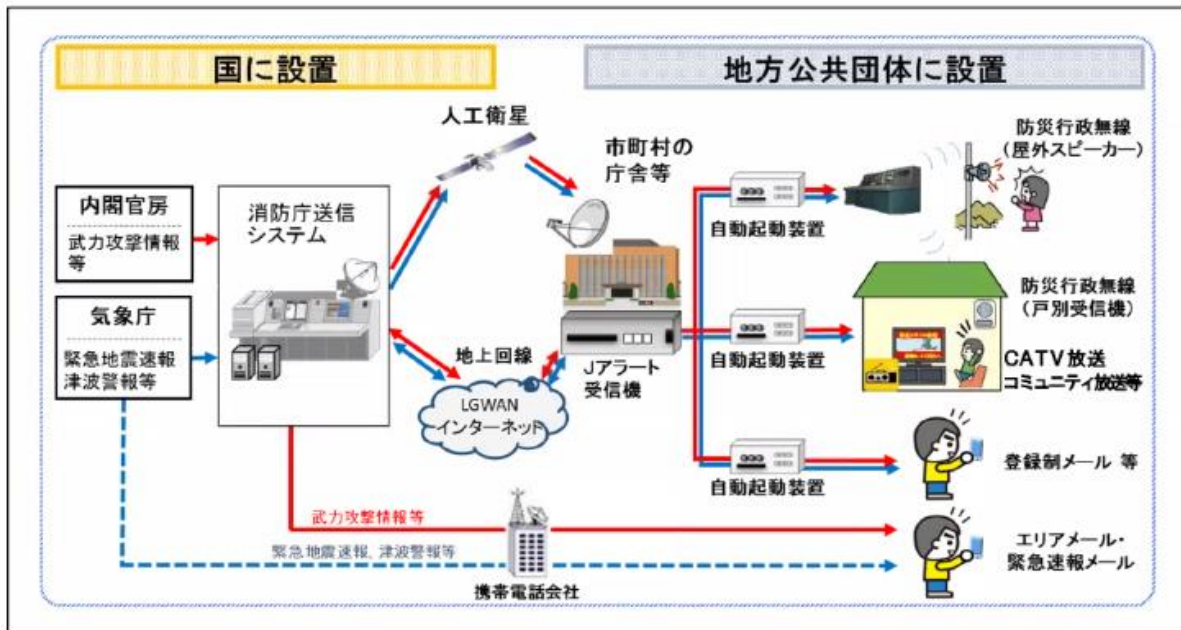 国に設置
地方公共団体に設置
人工衛星
市町村の
庁舎等
防災行政無線
(屋外スピーカー)
内閣官房
武力攻撃情報
等
消防庁送信
システム
自動起動装置
気象庁
緊急地震速報
津波警報等
地上回線
LGWAN
インターネット
Jアラート
受信機
自動起動装置
防災行政無線
(戸別受信機)
CATV放送
コミュニティ放送等
自動起動装置
登録制メール 等
武力攻撃情報等
緊急地震速報、津波警報等
携帯電話会社
エリアメール・
緊急速報メール